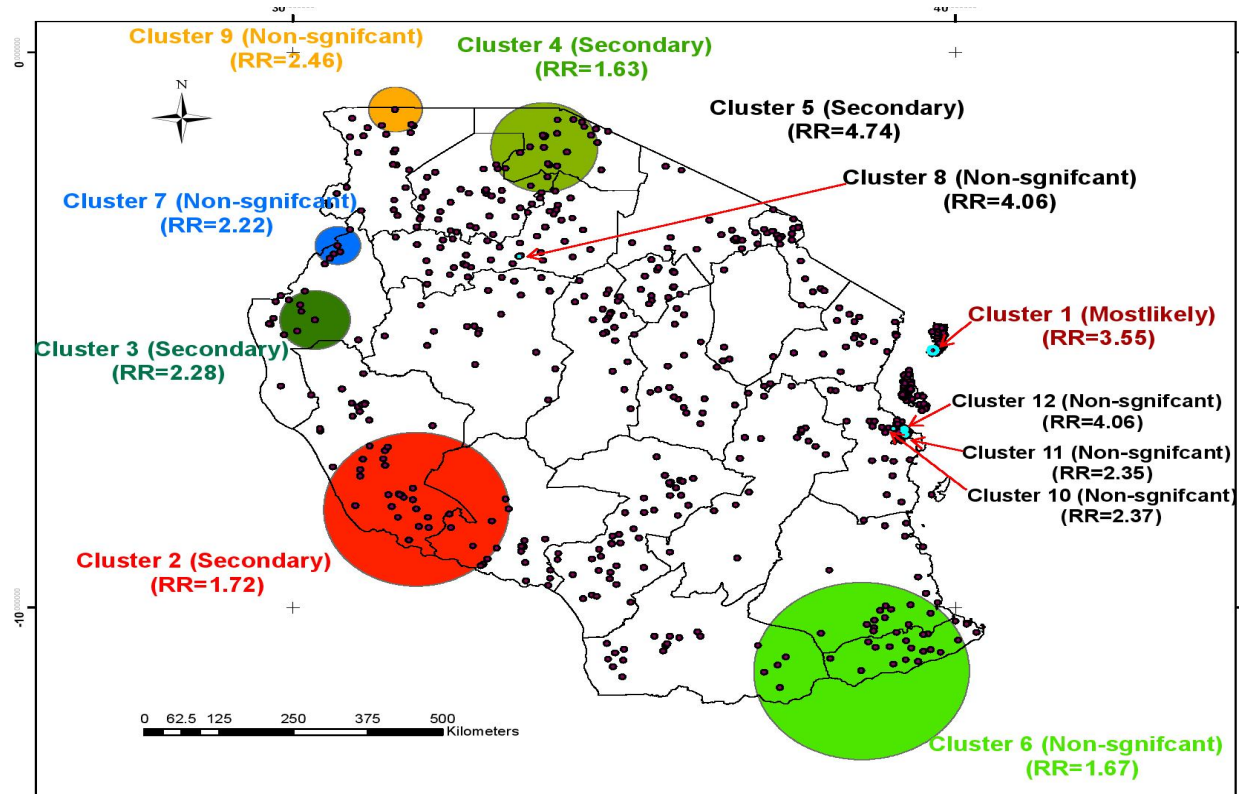 30
40
0
Cluster 9 (Non-sgnifcant)
(RR=2.46)
Cluster 4 (Secondary)
(RR=1.63)
N
Cluster 5 (Secondary)
(RR=4.74)
Cluster 8 (Non-sgnifcant)
(RR=4.06)
Cluster 7 (Non-sgnifcant)
(RR=2.22)
Cluster 1 (Mostlikely)
(RR=3.55)
Cluster 3 (Secondary)
(RR=2.28)
Cluster 12 (Non-sgnifcant)
(RR=4.06)
Cluster 11 (Non-sgnifcant)
(RR=2.35)
Cluster 10 (Non-sgnifcant)
(RR=2.37)
Cluster 2 (Secondary)
(RR=1.72)
-10
0 62.5 125 250 375 500
Kilometers
Cluster 6 (Non-sgnifcant)
(RR=1.67)